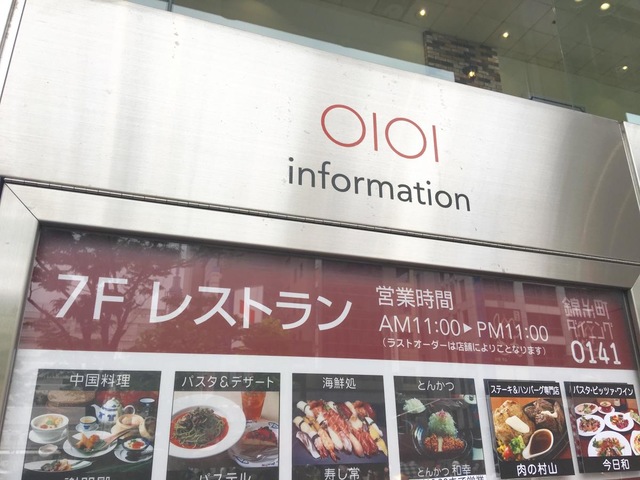 OIOI
information
7F レストラン
営業時間
AM11:00▶PM11:00
(ラストオーダーは店舗によりことなります)
錦糸町
ダイニング
0141
中国料理
パスタ&デザート
パステル
海鮮処
寿し常
とんかつ
とんかつ 和幸
ステーキ&ハンバーグ専門店
肉の村山
パスタ・ピッツァ・ワイン
今日和